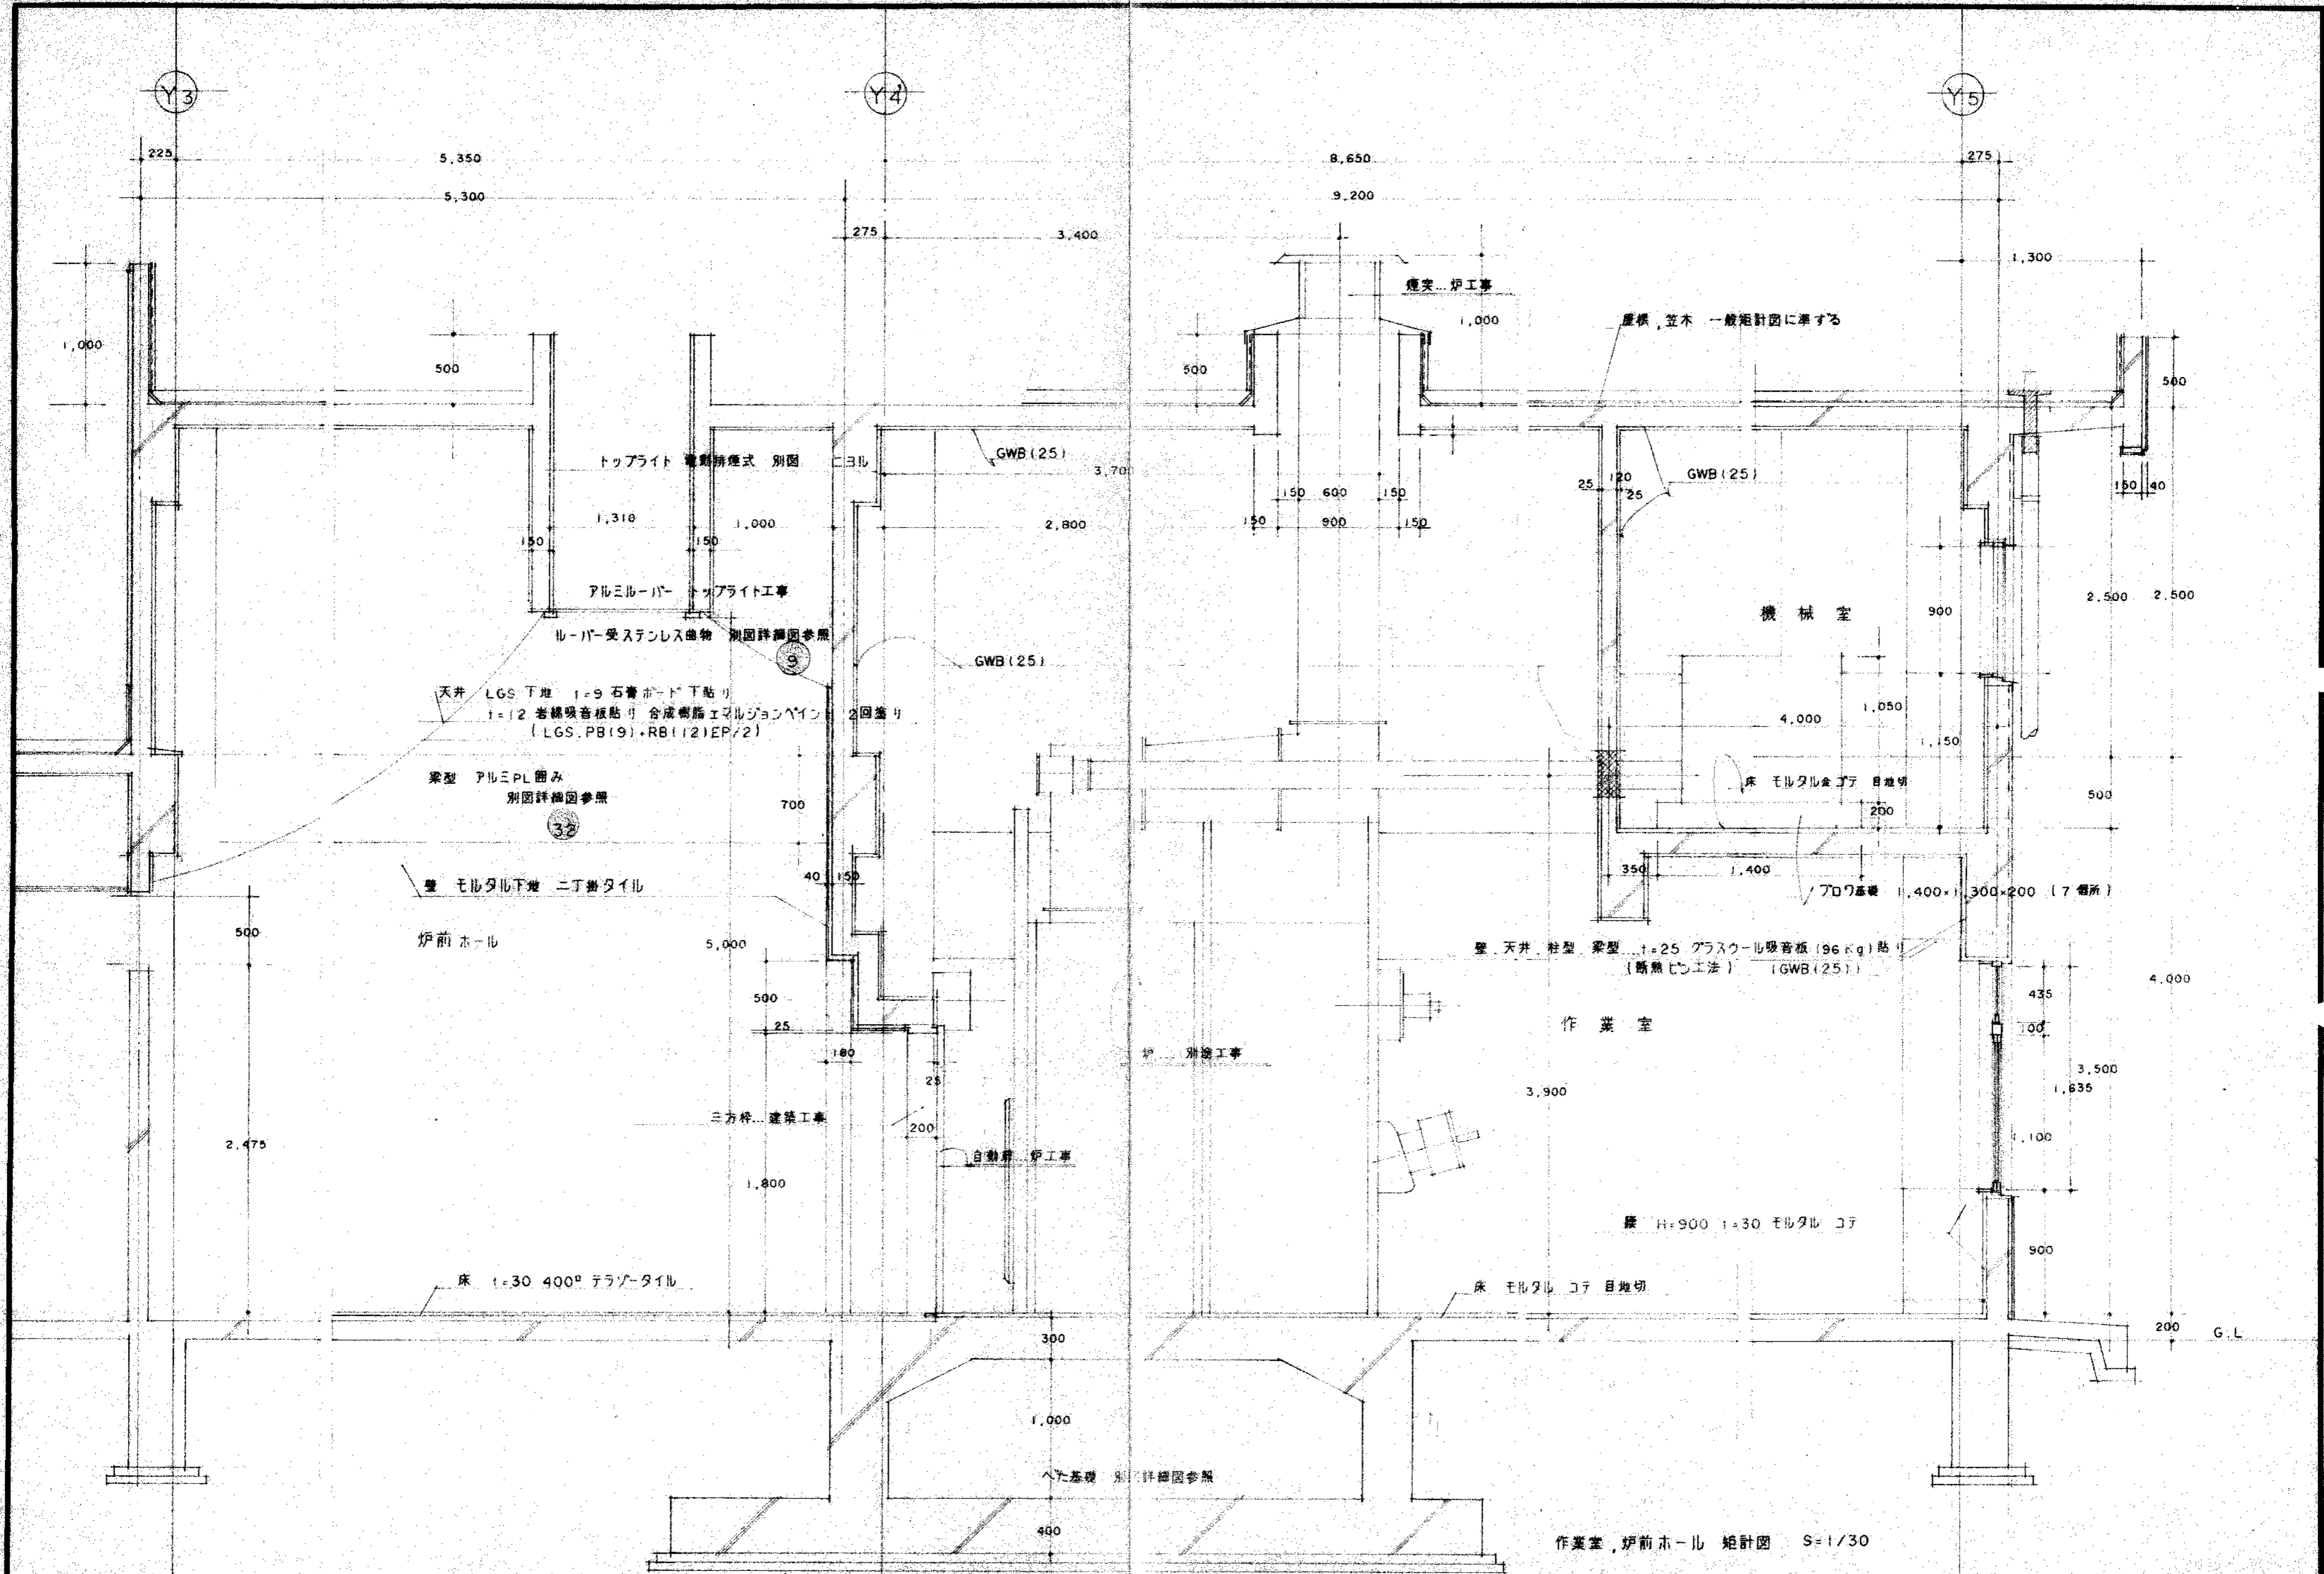 Y3
Y4'
Y5
225
5,350
8,650
275
5,300
9,200
275
3,400
1,300
煙突...炉工事
1,000
屋根,笠木 一般矩計図に準する
1,000
500
500
500
トップライト 電動排煙式 別図 ニヨル
GWB(25)
3,700
GWB(25)
25 120 25
150 600 150
150 40
1,310
1,000
2,800
150 900 150
150
150
アルミルーバー トップライト工事
ルーバー受ステンレス曲物 別図詳細図参照
9
機 械 室
900
2,500
2,500
GWB(25)
天井 LGS下地 t=9 石膏ボード下貼り
t=12 岩綿吸音板貼り 合成樹脂エマルジョンペイント 2回塗り
(LGS.PB(9)+RB(12)EP/2)
4,000
1,050
1,150
梁型 アルミPL囲み
別図詳細図参照
32
700
床 モルタル金ゴテ 目地切
200
500
350
1,400
壁 モルタル下地 二丁掛タイル
40 150
ブロワ基礎 1,400×1,300×200 (7個所)
500
炉前ホール
5,000
壁.天井.柱型.梁型...t=25 グラスウール吸音板(96Kg)貼り
(断熱ピン工法) (GWB(25))
500
25
435
4,000
作 業 室
100
180
炉... 別途工事
25
3,900
3,500
1,635
三方枠...建築工事
200
2,475
1,100
自動扉...炉工事
1,800
腰 H=900 t=30 モルタル コテ
900
床 t=30 400□ テラゾータイル
床 モルタル コテ 目地切
300
200
G.L
1,000
べた基礎 別 詳細図参照
400
作業室,炉前ホール 矩計図 S=1/30